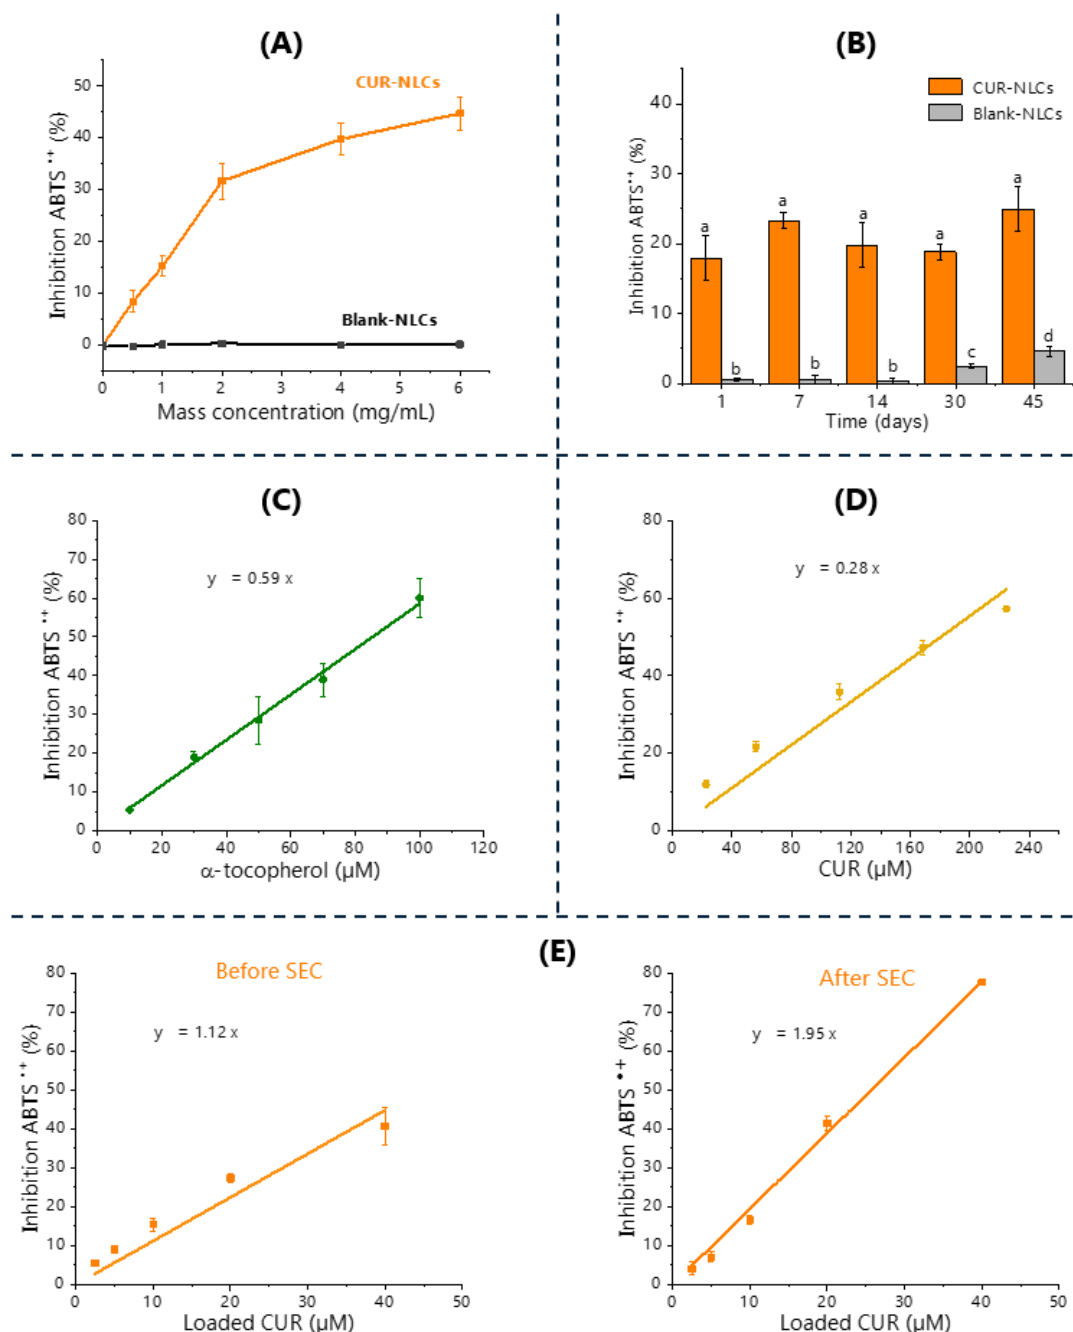 (A)
CUR-NLCs
Blank-NLCs
Inhibition ABTS •+ (%)
50
40
30
20
10
0
0 1 2 3 4 5 6
Mass concentration (mg/mL)
(B)
CUR-NLCs
Blank-NLCs
Inhibition ABTS•+ (%)
40
20
0
a a a a a
b b b c d
1 7 14 30 45
Time (days)
(C)
y = 0.59 x
Inhibition ABTS •+ (%)
80
70
60
50
40
30
20
10
0
0 20 40 60 80 100 120
α-tocopherol (µM)
(D)
y = 0.28 x
Inhibition ABTS •+ (%)
80
60
40
20
0
0 40 80 120 160 200 240
CUR (µM)
(E)
Before SEC
y = 1.12 x
Inhibition ABTS •+ (%)
80
70
60
50
40
30
20
10
0
0 10 20 30 40 50
Loaded CUR (µM)
After SEC
y = 1.95 x
Inhibition ABTS •+ (%)
80
70
60
50
40
30
20
10
0
0 10 20 30 40 50
Loaded CUR (µM)